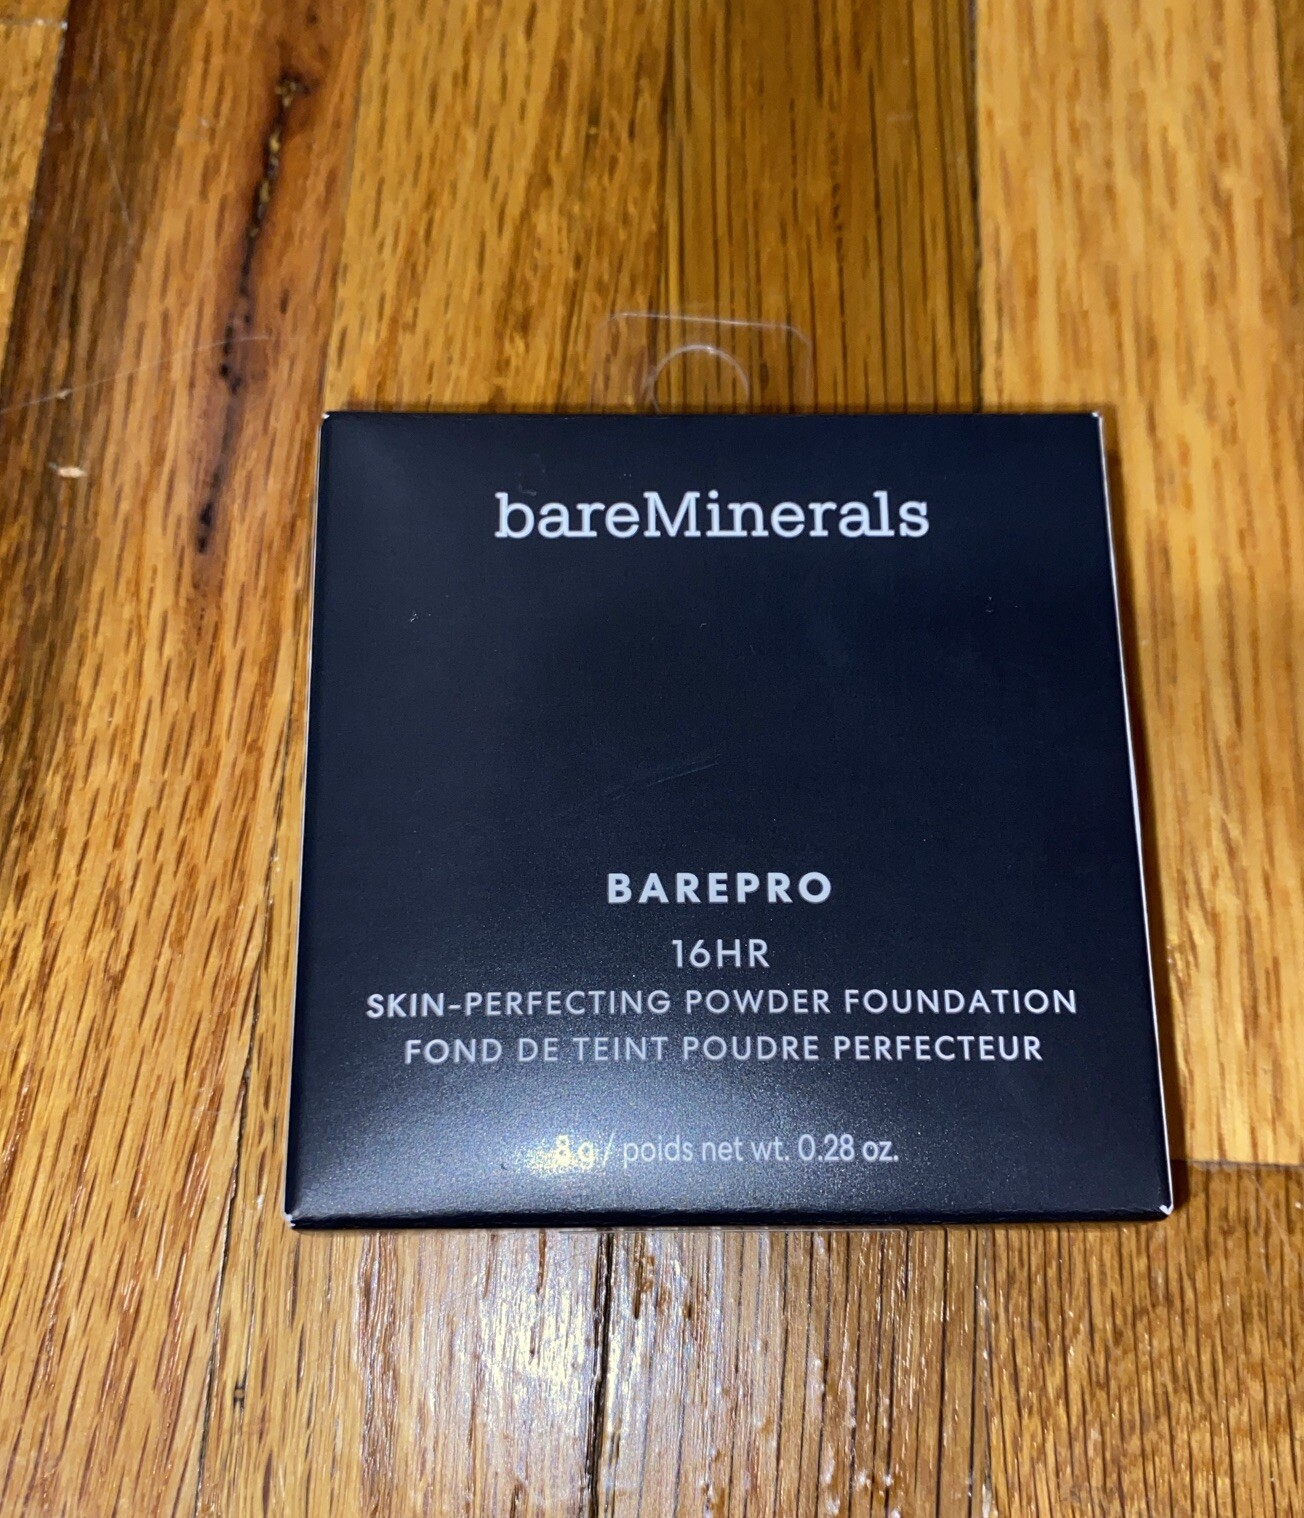 bareMinerals
BAREPRO
16HR
SKIN-PERFECTING POWDER FOUNDATION
FOND DE TEINT POUDRE PERFECTEUR
8 g / poids net wt. 0.28 oz.